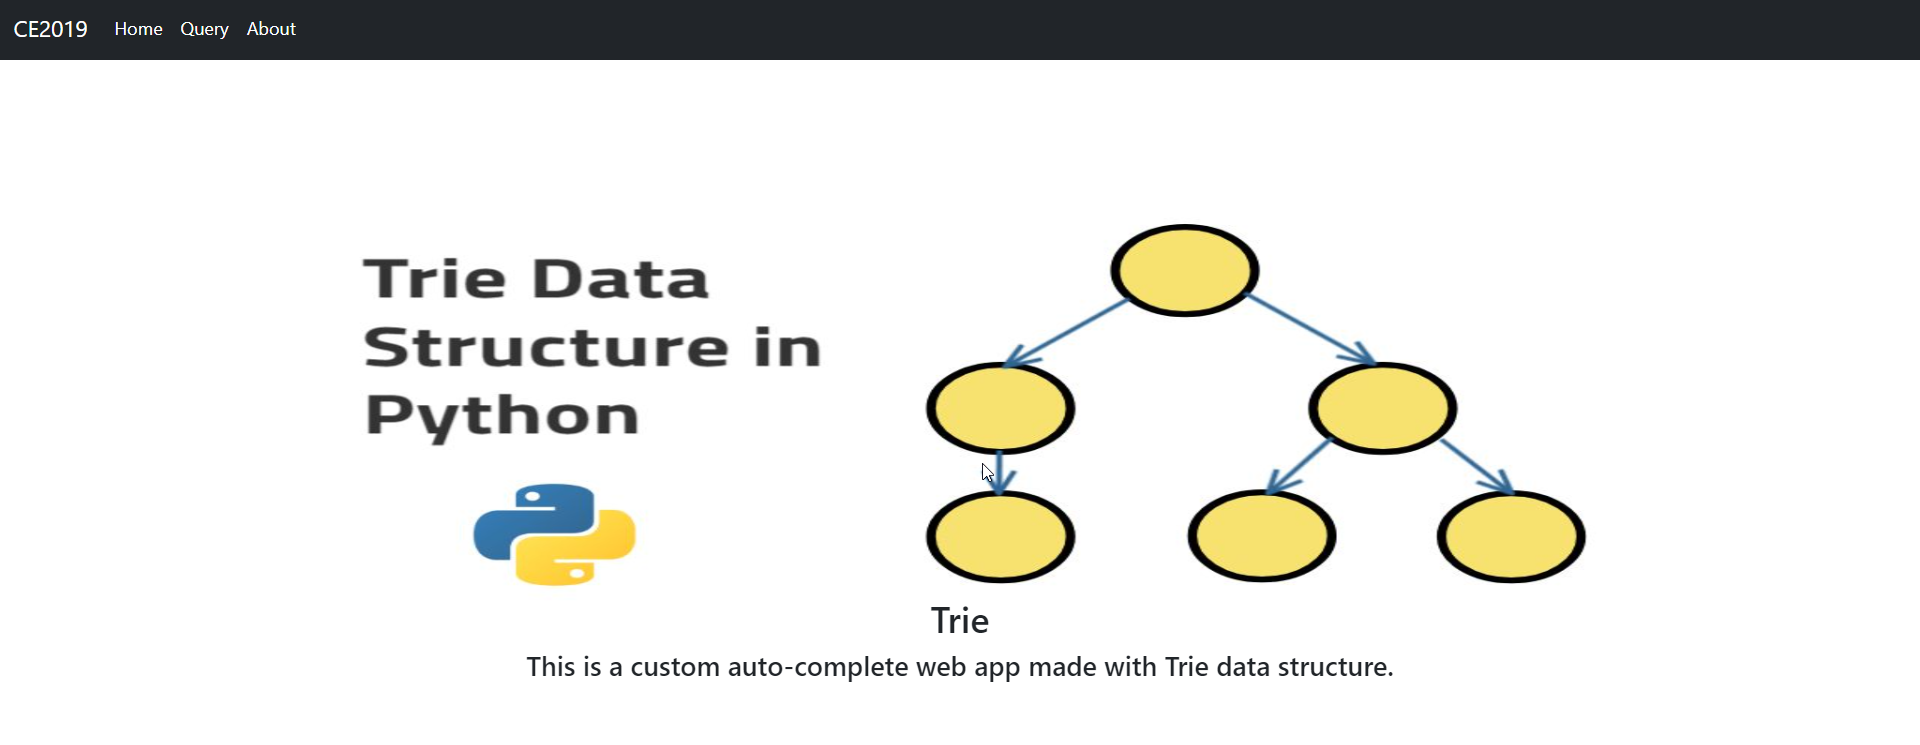 CE2019 Home Query About
Trie Data
Structure in
Python
Trie
This is a custom auto-complete web app made with Trie data structure.